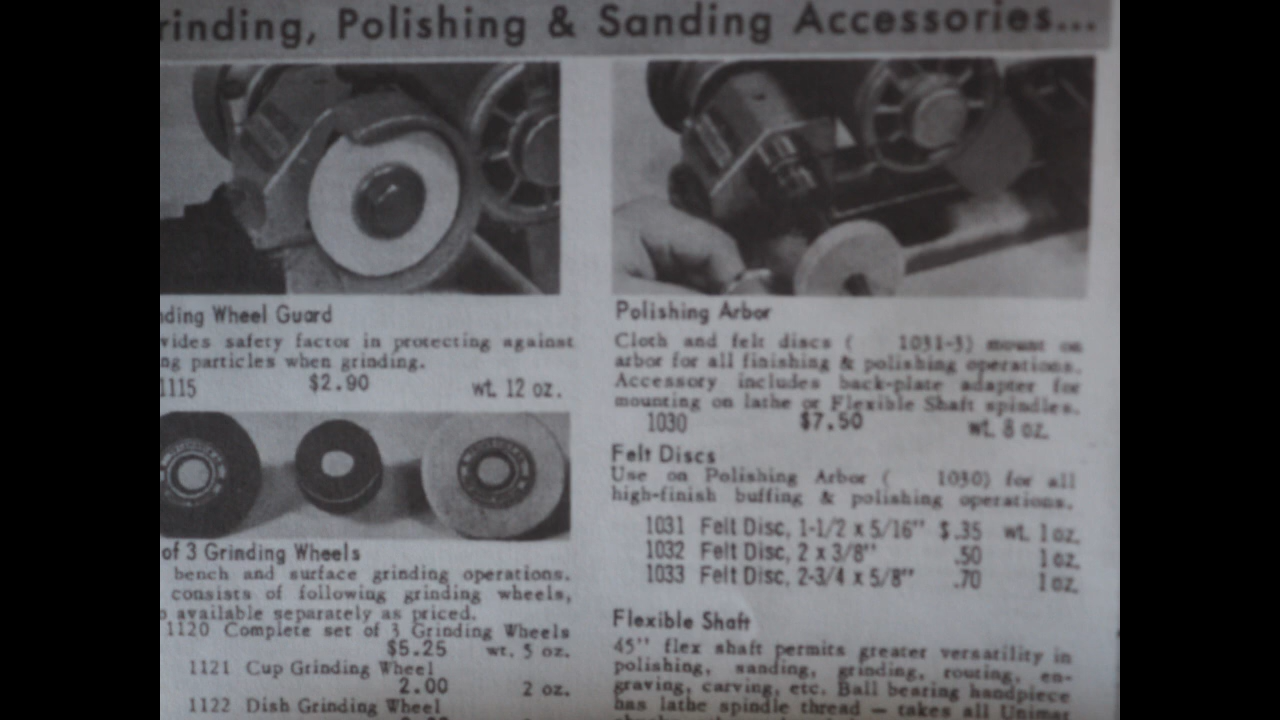 rinding, Polishing & Sanding Accessories...
nding Wheel Guard
vides safety factor in protecting against
ng particles when grinding.
1115 $2.90 wt. 12 oz.
of 3 Grinding Wheels
bench and surface grinding operations.
consists of following grinding wheels,
o available separately as priced.
1120 Complete set of 3 Grinding Wheels
$5.25 wt. 5 oz.
1121 Cup Grinding Wheel
2.00 2 oz.
1122 Dish Grinding Wheel
Polishing Arbor
Cloth and felt discs ( 1031-3) mount on
arbor for all finishing & polishing operations.
Accessory includes back-plate adapter for
mounting on lathe or Flexible Shaft spindles.
1030 $7.50 wt. 8 oz.
Felt Discs
Use on Polishing Arbor ( 1030) for all
high-finish buffing & polishing operations.
1031 Felt Disc, 1-1/2 x 5/16" $.35 wt. 1 oz.
1032 Felt Disc, 2 x 3/8" .50 1 oz.
1033 Felt Disc, 2-3/4 x 5/8" .70 1 oz.
Flexible Shaft
45" flex shaft permits greater versatility in
polishing, sanding, grinding, routing, en-
graving, carving, etc. Ball bearing handpiece
has lathe spindle thread — takes all Unimat